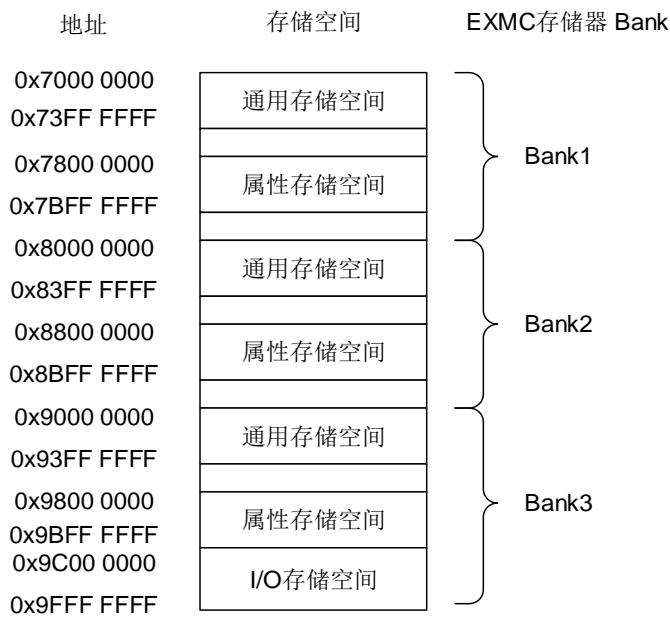 地址 存储空间 EXMC存储器 Bank
0x7000 0000
通用存储空间
0x73FF FFFF
0x7800 0000
Bank1
属性存储空间
0x7BFF FFFF
0x8000 0000
通用存储空间
0x83FF FFFF
0x8800 0000
Bank2
属性存储空间
0x8BFF FFFF
0x9000 0000
通用存储空间
0x93FF FFFF
0x9800 0000
Bank3
属性存储空间
0x9BFF FFFF
0x9C00 0000
I/O存储空间
0x9FFF FFFF